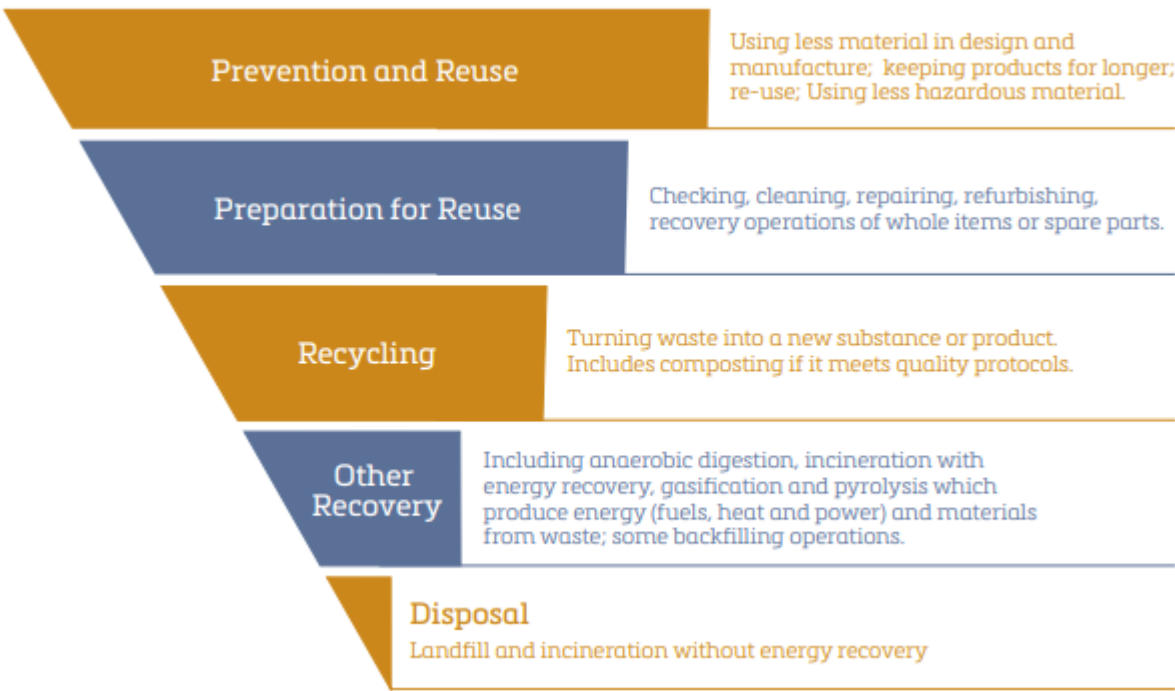 Prevention and Reuse
Using less material in design and
manufacture; keeping products for longer;
re-use; Using less hazardous material.
Preparation for Reuse
Checking, cleaning, repairing, refurbishing,
recovery operations of whole items or spare parts.
Recycling
Turning waste into a new substance or product.
Includes composting if it meets quality protocols.
Other
Recovery
Including anaerobic digestion, incineration with
energy recovery, gasification and pyrolysis which
produce energy (fuels, heat and power) and materials
from waste; some backfilling operations.
Disposal
Landfill and incineration without energy recovery